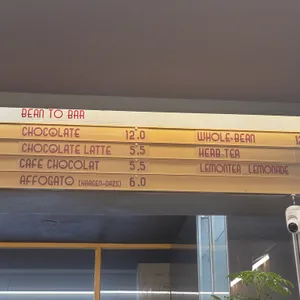 BEAN TO BAR
CHOCOLATE 12.0
CHOCOLATE LATTE 5.5
CAFE CHOCOLAT 5.5
AFFOGATO (HAAGEN-DAZS) 6.0
WHOLE-BEAN
HERB TEA
LEMONTEA, LEMONADE